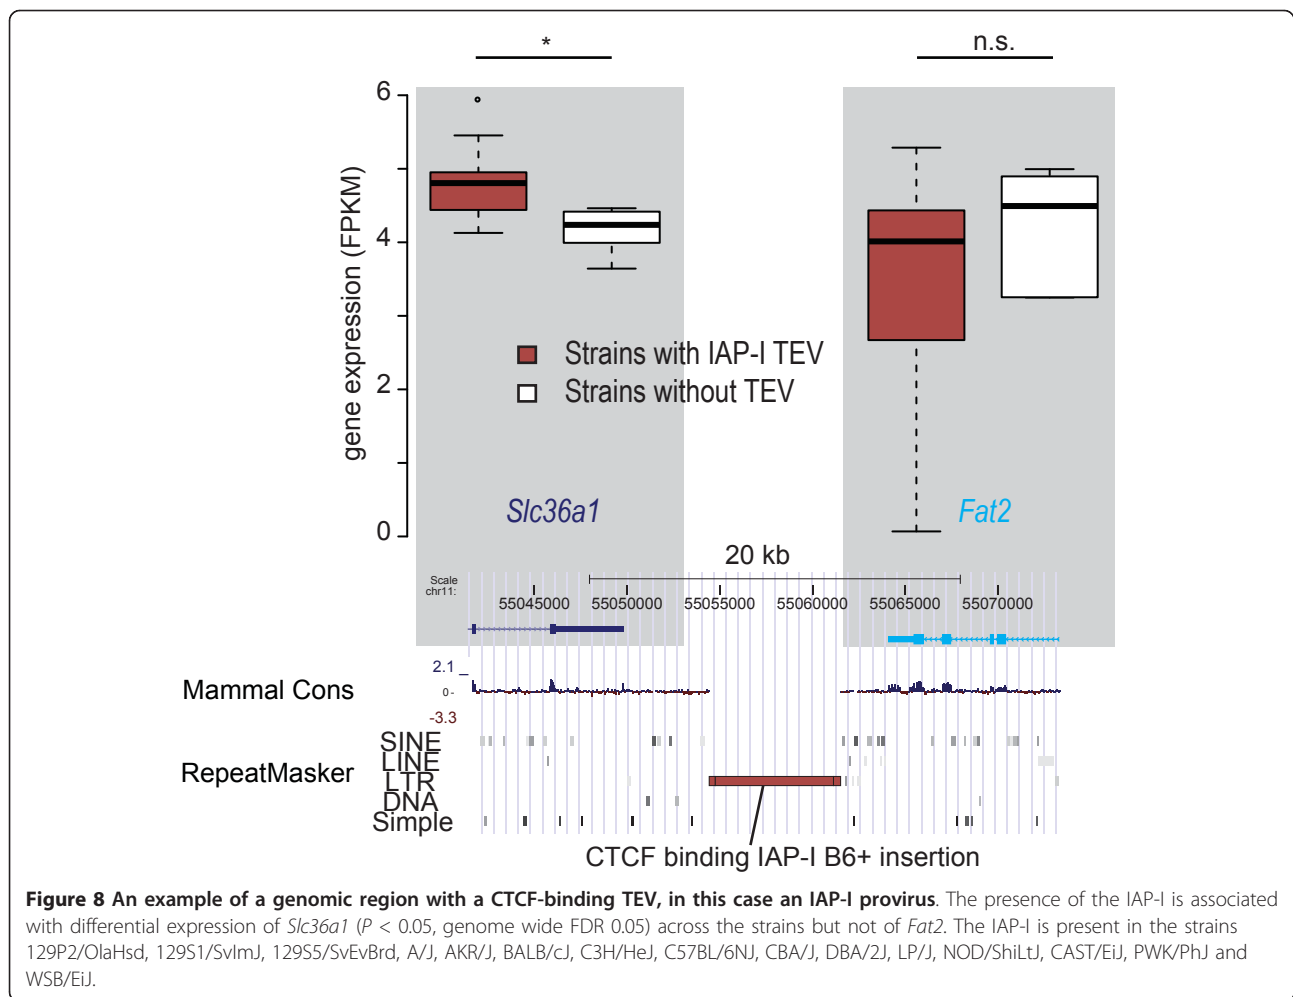 *
n.s.
6
4
2
0
gene expression (FPKM)
Strains with IAP-I TEV
Strains without TEV
Slc36a1
Fat2
20 kb
Scale
chr11:
55045000
55050000
55055000
55060000
55065000
55070000
Mammal Cons
2.1
0
-3.3
RepeatMasker
SINE
LINE
LTR
DNA
Simple
CTCF binding IAP-I B6+ insertion
Figure 8 An example of a genomic region with a CTCF-binding TEV, in this case an IAP-I provirus. The presence of the IAP-I is associated
with differential expression of Slc36a1 (P < 0.05, genome wide FDR 0.05) across the strains but not of Fat2. The IAP-I is present in the strains
129P2/OlaHsd, 129S1/SvImJ, 129S5/SvEvBrd, A/J, AKR/J, BALB/cJ, C3H/HeJ, C57BL/6NJ, CBA/J, DBA/2J, LP/J, NOD/ShiLtJ, CAST/EiJ, PWK/PhJ and
WSB/EiJ.